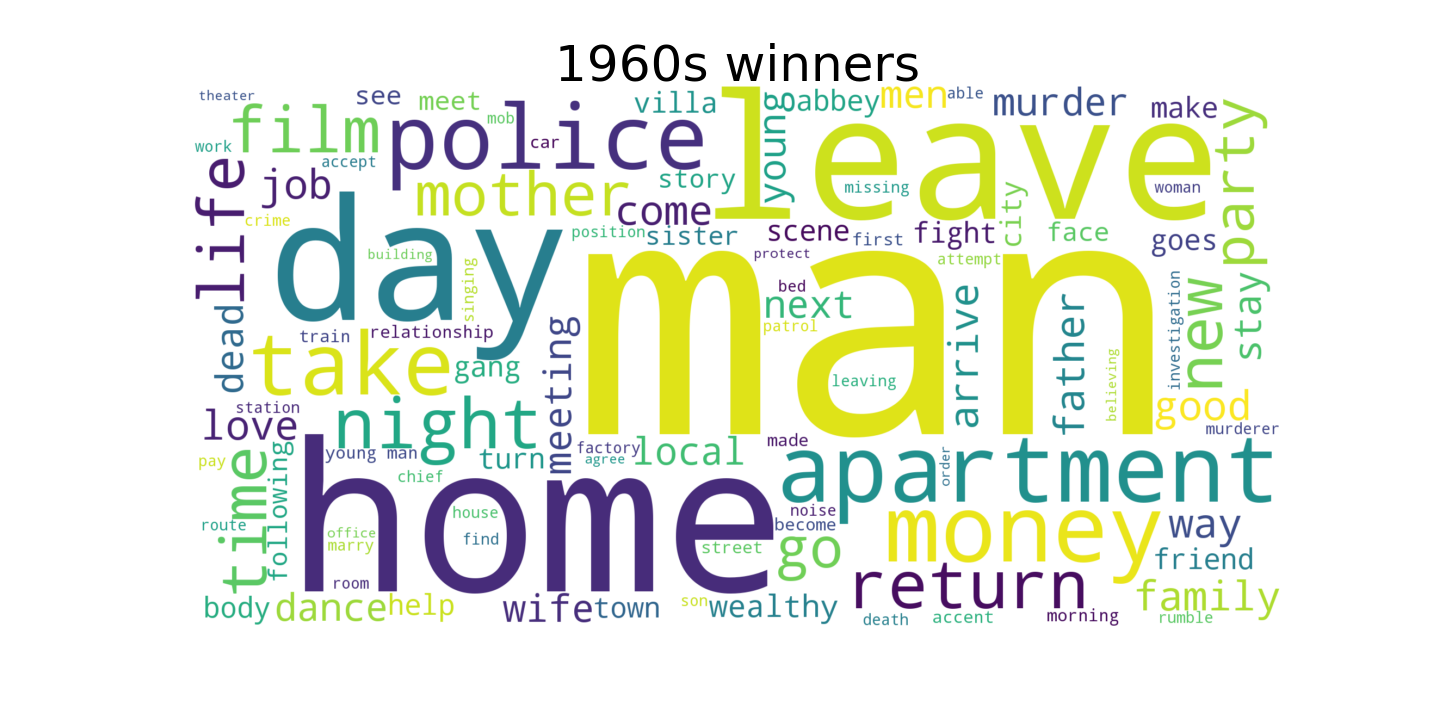 1960s winners
theater
see
meet
mob
villa
young
abbey
men
able
murder
make
party
work
film
accept
police
car
leave
life
job
mother
story
missing
woman
crime
come
city
day
building
singing
position
sister
scene
first
fight
face
goes
protect
attempt
man
dead
train
relationship
bed
next
patrol
arrive
father
investigation
new
stay
take
gang
meeting
leaving
believing
good
station
love
night
young man
turn
factory
agree
local
made
murderer
pay
time
following
chief
apartment
order
home
route
office
marry
house
find
street
noise
become
go
money
way
friend
room
return
family
body
dance
help
wife
town
son
wealthy
death
accent
morning
rumble